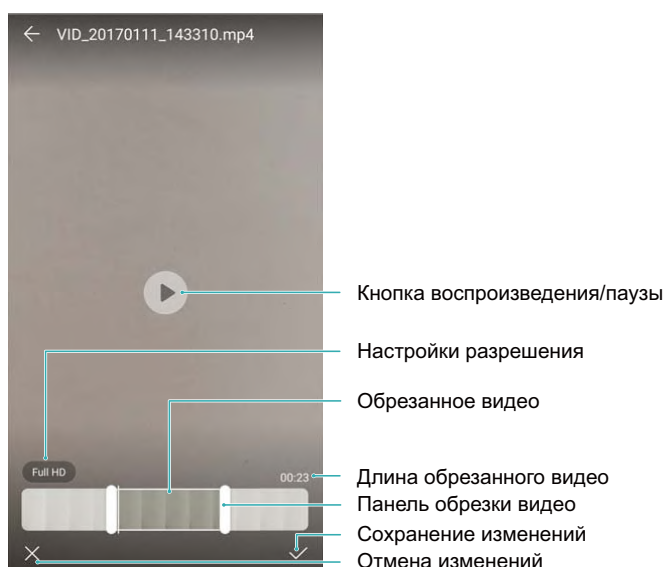 VID_20170111_143310.mp4
Кнопка воспроизведения/паузы
Настройки разрешения
Обрезанное видео
Full HD
00:23
Длина обрезанного видео
Панель обрезки видео
Сохранение изменений
Отмена изменений